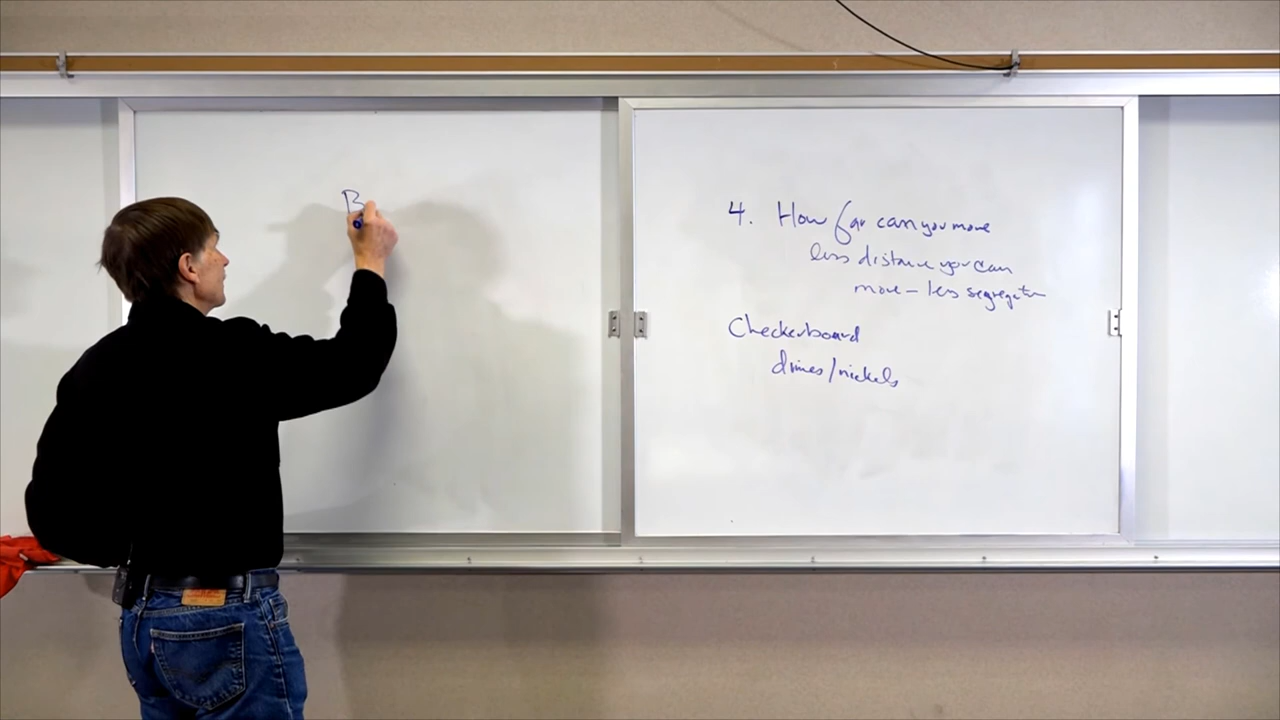 B
4. How far can you move
less distance you can
move – less segregation
Checkerboard
dimes/nickels